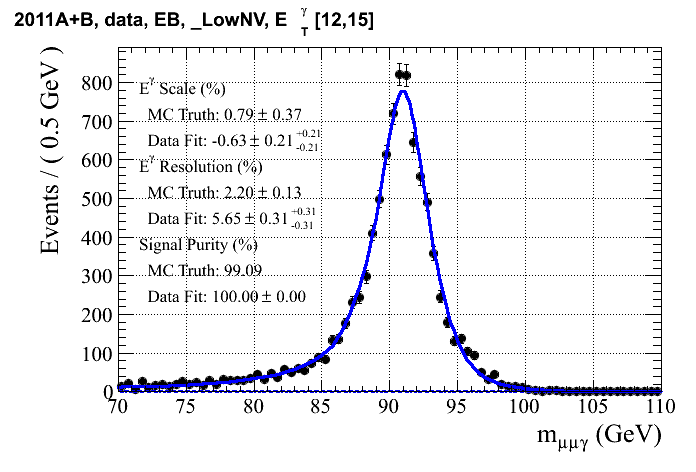 2011A+B, data, EB, _LowNV, E_T^γ [12,15]
Events / ( 0.5 GeV )
800
700
600
500
400
300
200
100
0
E^γ Scale (%)
MC Truth: 0.79 ± 0.37
Data Fit: -0.63 ± 0.21 +0.21 -0.21
E^γ Resolution (%)
MC Truth: 2.20 ± 0.13
Data Fit: 5.65 ± 0.31 +0.31 -0.31
Signal Purity (%)
MC Truth: 99.09
Data Fit: 100.00 ± 0.00
70 75 80 85 90 95 100 105 110
m_μμγ (GeV)